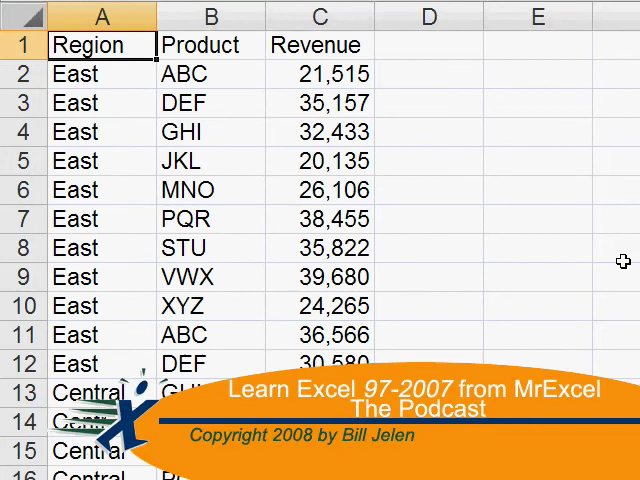 A B C D E
1 Region Product Revenue
2 East ABC 21,515
3 East DEF 35,157
4 East GHI 32,433
5 East JKL 20,135
6 East MNO 26,106
7 East PQR 38,455
8 East STU 35,822
9 East VWX 39,680
10 East XYZ 24,265
11 East ABC 36,566
12 East DEF 30,580
13 Central
14 Central
15 Central
16 Central
Learn Excel 97-2007 from MrExcel
The Podcast
Copyright 2008 by Bill Jelen